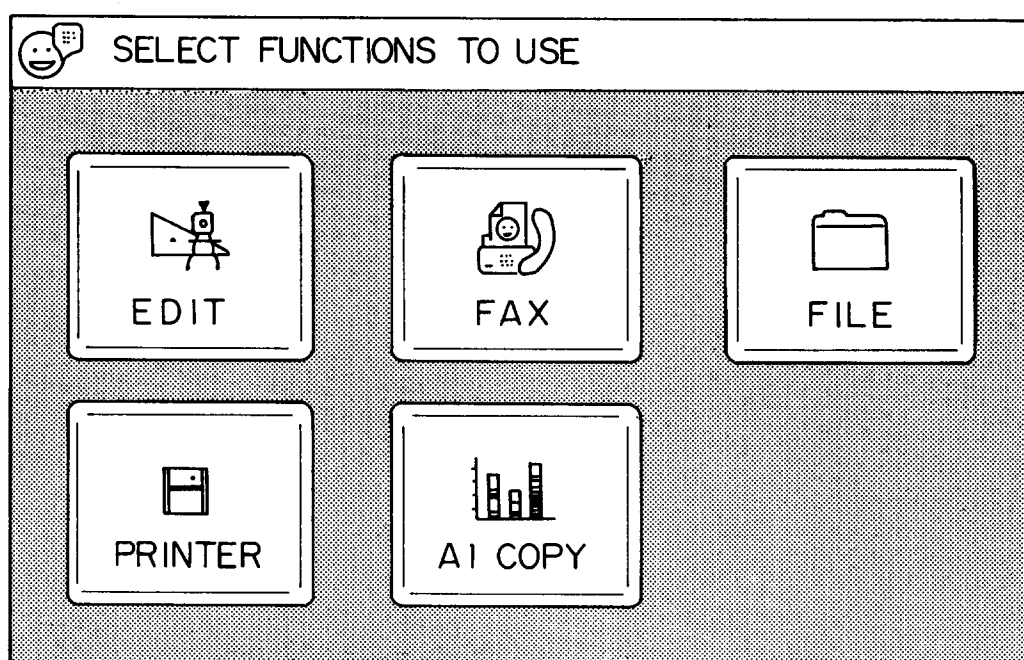 SELECT FUNCTIONS TO USE
EDIT
FAX
FILE
PRINTER
AI COPY